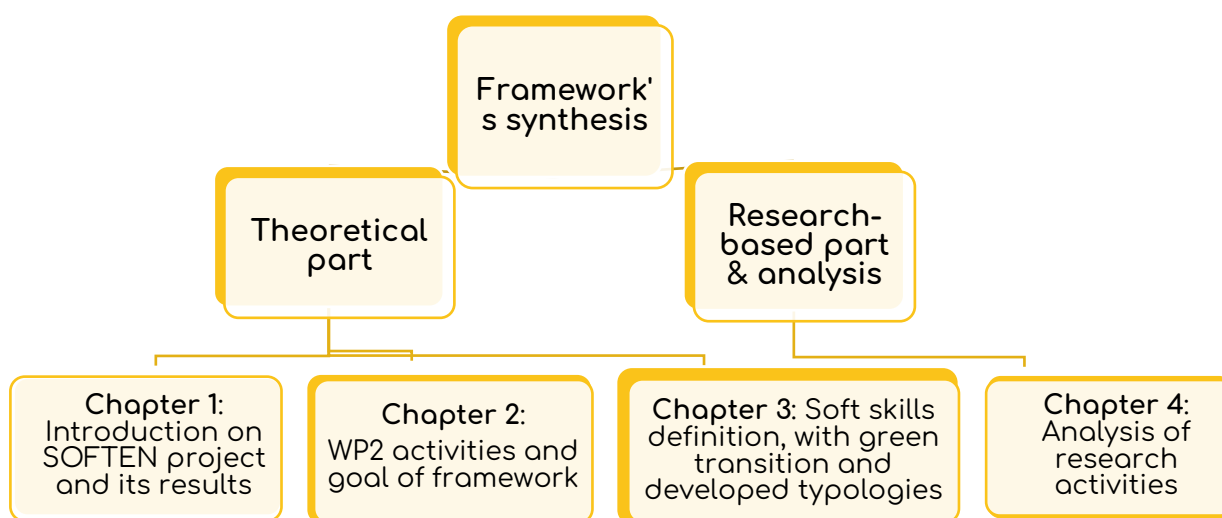 Framework'
s synthesis
Theoretical
part
Research-
based part
& analysis
Chapter 1:
Introduction on
SOFTEN project
and its results
Chapter 2:
WP2 activities and
goal of framework
Chapter 3: Soft skills
definition, with green
transition and
developed typologies
Chapter 4:
Analysis of
research
activities